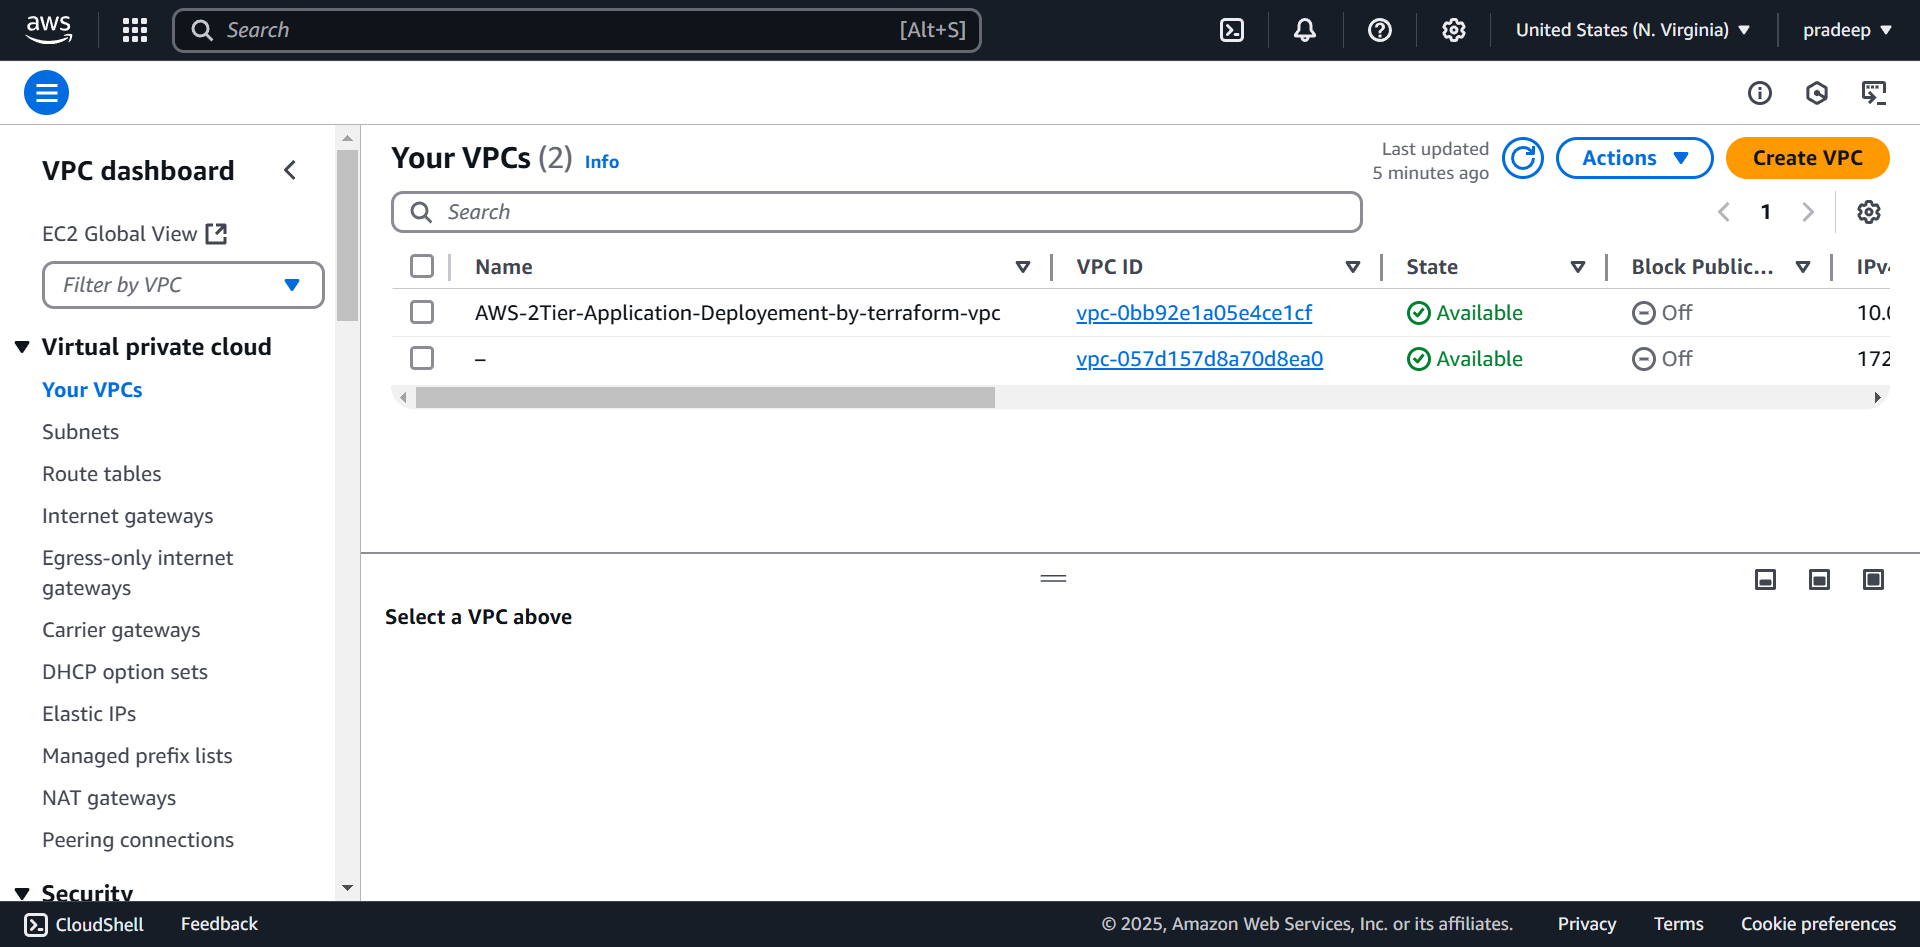 aws
Search [Alt+S]
United States (N. Virginia)
pradeep
VPC dashboard
EC2 Global View
Filter by VPC
Virtual private cloud
Your VPCs
Subnets
Route tables
Internet gateways
Egress-only internet
gateways
Carrier gateways
DHCP option sets
Elastic IPs
Managed prefix lists
NAT gateways
Peering connections
Security
Your VPCs (2) Info
Last updated
5 minutes ago
Actions
Create VPC
Search
1
Name VPC ID State Block Public... IPv4
AWS-2Tier-Application-Deployement-by-terraform-vpc vpc-0bb92e1a05e4ce1cf Available Off 10.0
– vpc-057d157d8a70d8ea0 Available Off 172
Select a VPC above
CloudShell Feedback © 2025, Amazon Web Services, Inc. or its affiliates. Privacy Terms Cookie preferences